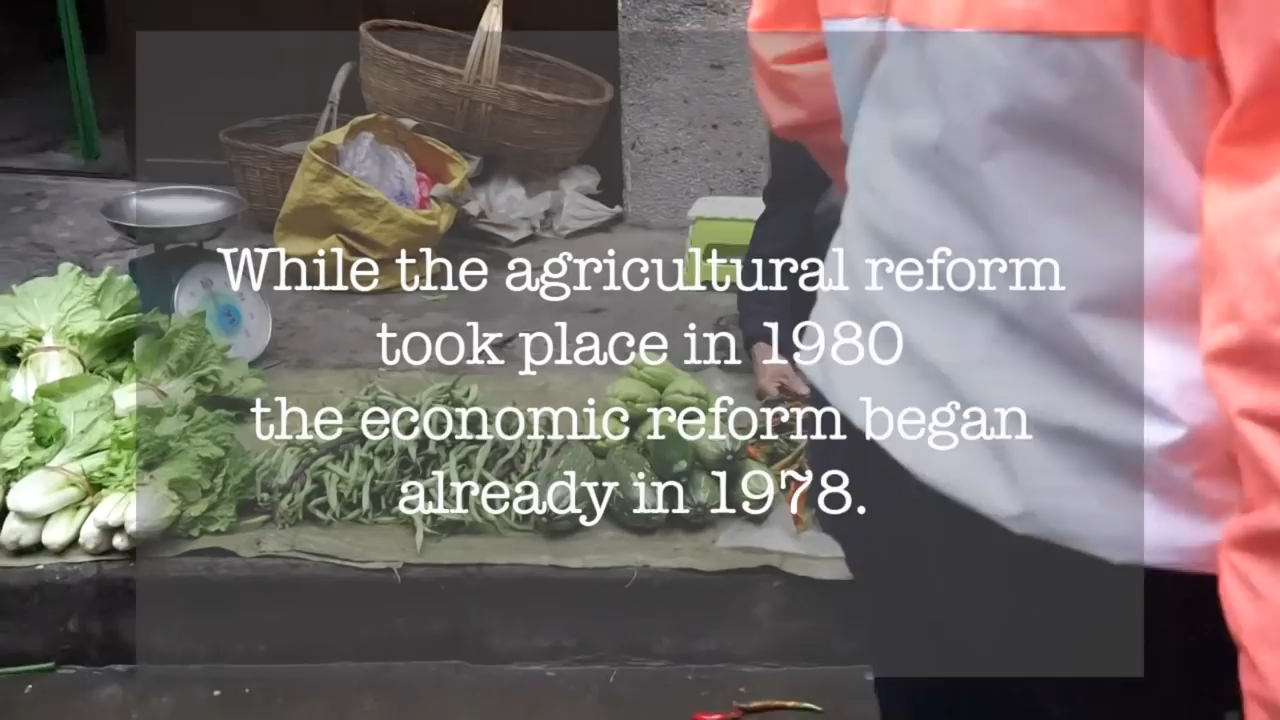 While the agricultural reform
took place in 1980
the economic reform began
already in 1978.